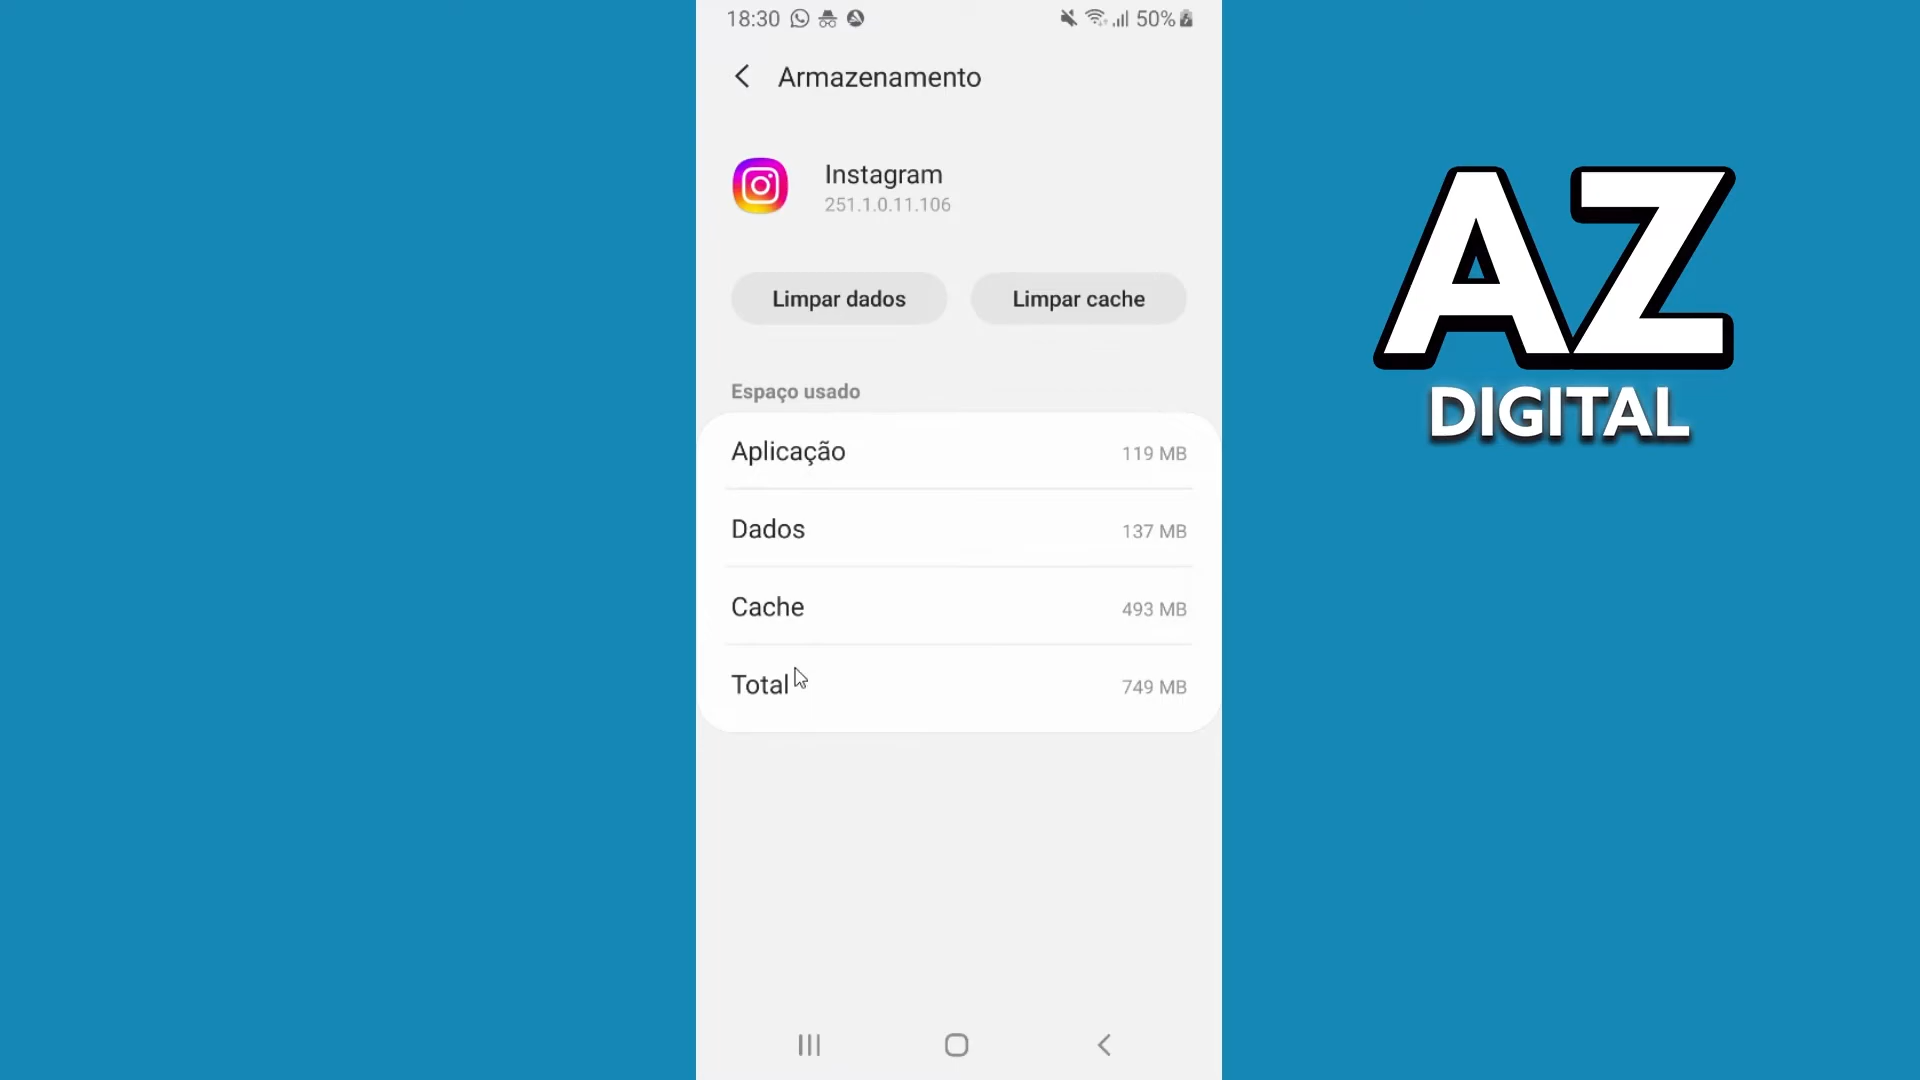 18:30 50%
Armazenamento
Instagram
251.1.0.11.106
Limpar dados Limpar cache
Espaço usado
Aplicação 119 MB
Dados 137 MB
Cache 493 MB
Total 749 MB
AZ
DIGITAL